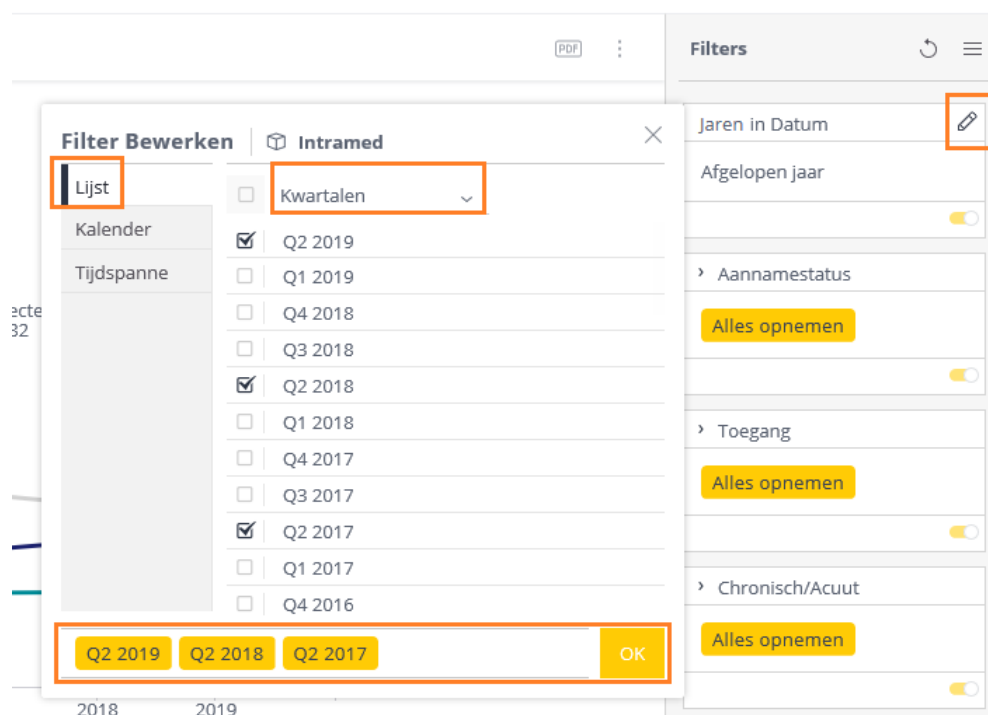 PDF
Filters
Filter Bewerken
Intramed
Lijst
Kalender
Tijdspanne
Kwartalen
Q2 2019
Q1 2019
Q4 2018
Q3 2018
Q2 2018
Q1 2018
Q4 2017
Q3 2017
Q2 2017
Q1 2017
Q4 2016
Q2 2019 Q2 2018 Q2 2017
OK
Jaren in Datum
Afgelopen jaar
Aannamestatus
Alles opnemen
Toegang
Alles opnemen
Chronisch/Acuut
Alles opnemen
ecte
32
2018 2019